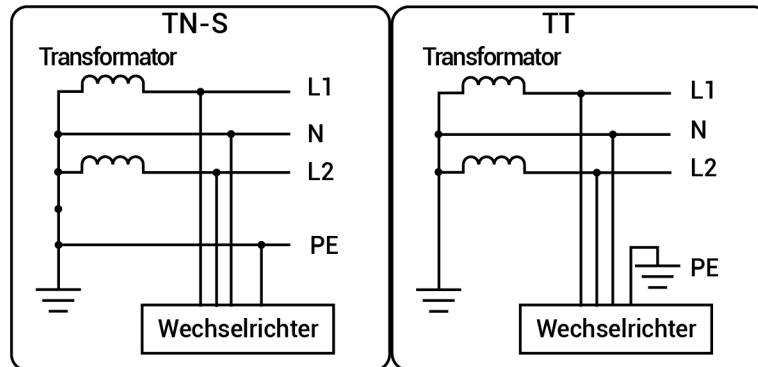 TN-S
Transformator
L1
N
L2
PE
Wechselrichter
TT
Transformator
L1
N
L2
PE
Wechselrichter